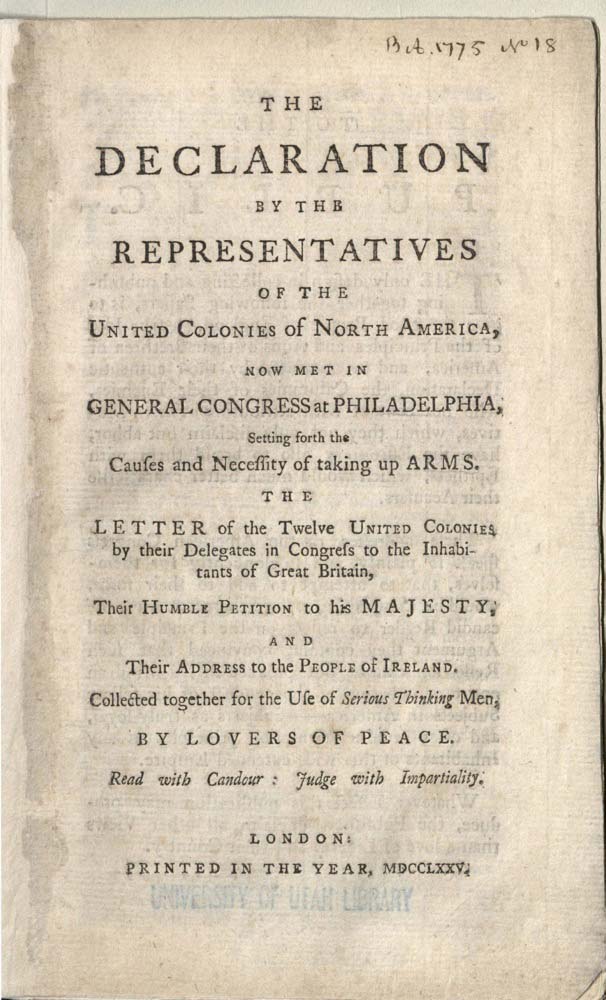 B.A. 1775 No 18
THE
DECLARATION
BY THE
REPRESENTATIVES
OF THE
UNITED COLONIES of NORTH AMERICA,
NOW MET IN
GENERAL CONGRESS at PHILADELPHIA,
Setting forth the
Cauſes and Neceſſity of taking up ARMS.
THE
LETTER of the Twelve UNITED COLONIES
by their Delegates in Congreſs to the Inhabi-
tants of Great Britain,
Their HUMBLE PETITION to his MAJESTY,
AND
Their ADDRESS to the PEOPLE of IRELAND.
Collected together for the Uſe of Serious Thinking Men,
BY LOVERS OF PEACE.
Read with Candour : Judge with Impartiality.
LONDON:
PRINTED IN THE YEAR, MDCCLXXV.
UNIVERSITY OF UTAH LIBRARY